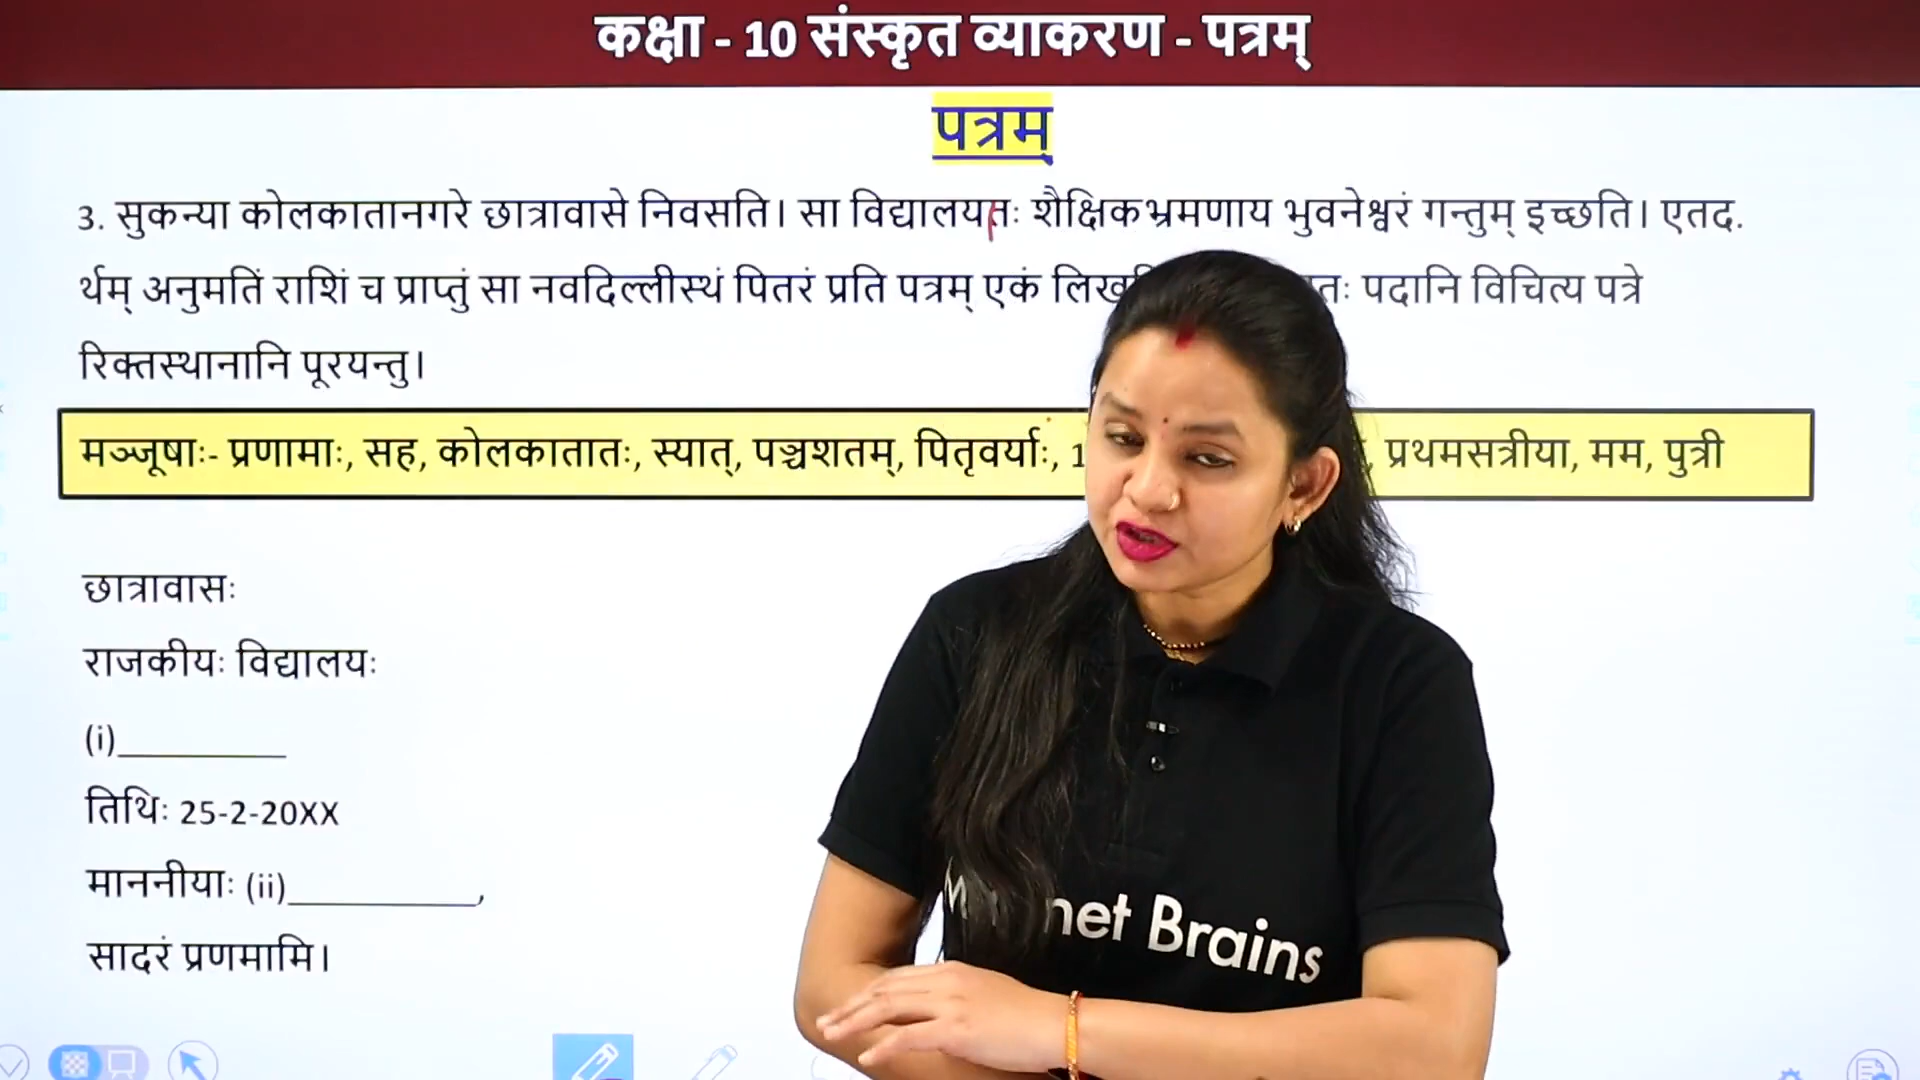 कक्षा - 10 संस्कृत व्याकरण - पत्रम्
पत्रम्
3. सुकन्या कोलकातानगरे छात्रावासे निवसति। सा विद्यालयतः शैक्षिकभ्रमणाय भुवनेश्वरं गन्तुम् इच्छति। एतद.
र्थम् अनुमतिं राशिं च प्राप्तुं सा नवदिल्लीस्थं पितरं प्रति पत्रम् एकं पदानि विचित्य पत्रे
रिक्तस्थानानि पूरयन्तु।
मञ्जूषाः- प्रणामाः, सह, कोलकातातः, स्यात्, पञ्चशतम्, पितृवर्याः, प्रथमसत्रीया, मम, पुत्री
छात्रावासः
राजकीयः विद्यालयः
(i)__________
तिथिः 25-2-20XX
माननीयाः (ii)___________,
सादरं प्रणमामि।
net Brains